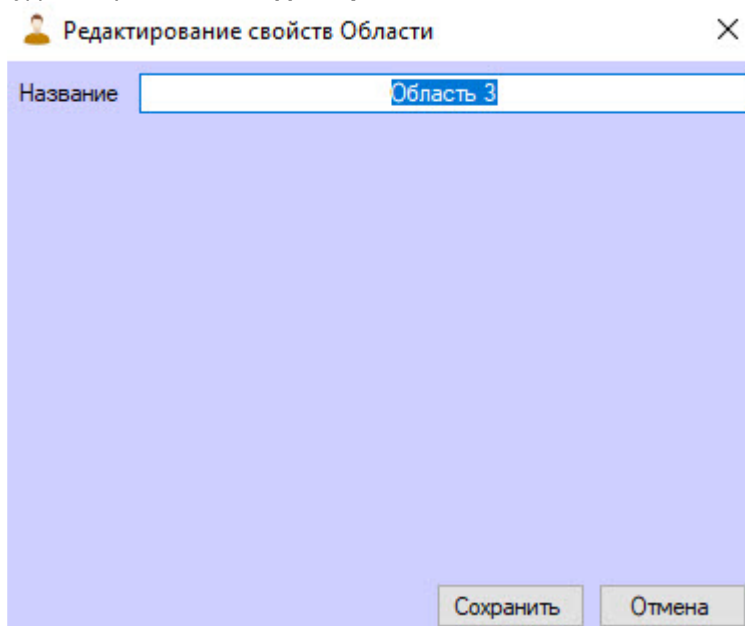 Редактирование свойств Области
Название Область 3
Сохранить Отмена